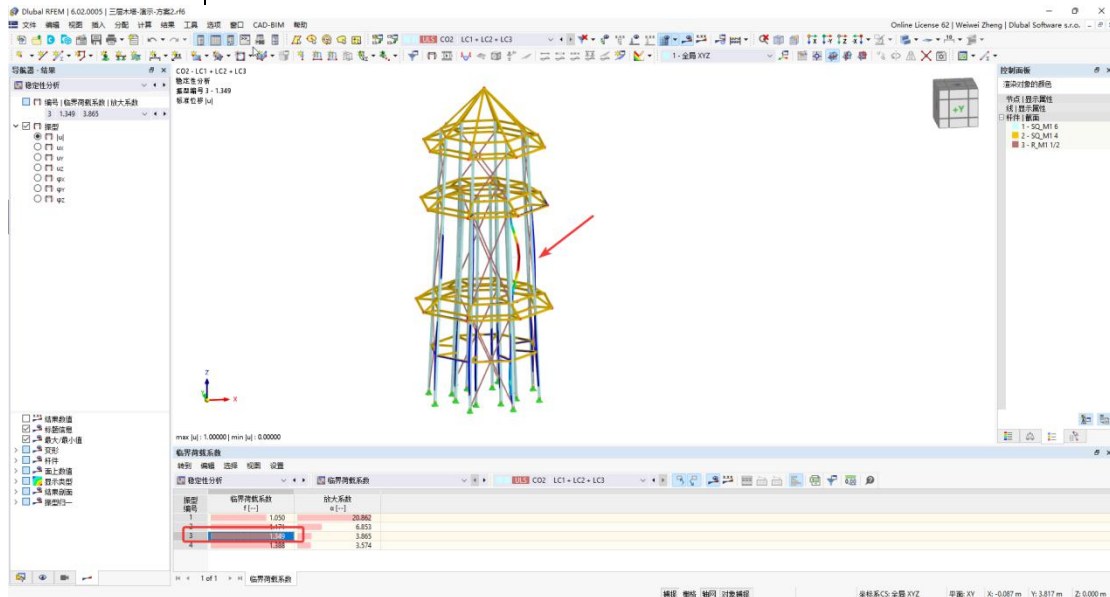 Dlubal RFEM | 6.02.0005 | 三层木塔-演示-方案2.rf6
文件 编辑 视图 插入 分配 计算 结果 工具 选项 窗口 CAD-BIM 帮助
Online License 62 | Weiwei Zheng | Dlubal Software s.r.o.
ULS CO2 LC1 + LC2 + LC3
1 - 全局 XYZ
导航器 - 结果
稳定性分析
编号 | 临界荷载系数 | 放大系数
3 1.349 3.865
振型
|u|
ux
uy
uz
φx
φy
φz
结果数值
标题信息
最大/最小值
变形
杆件
面上数值
显示类型
结果剖面
振型归一
CO2 - LC1 + LC2 + LC3
稳定性分析
振型编号 3 - 1.349
标准位移 |u|
+Y
Z
X
max |u| : 1.00000 | min |u| : 0.00000
控制面板
渲染对象的颜色
节点 | 显示属性
线 | 显示属性
杆件 | 截面
1 - SQ_M1 6
2 - SQ_M1 4
3 - R_M1 1/2
临界荷载系数
转到 编辑 选择 视图 设置
稳定性分析 临界荷载系数 ULS CO2 LC1 + LC2 + LC3
振型 临界荷载系数 放大系数
编号 f [--] α [--]
1 1.050 20.862
2 1.171 6.853
3 1.349 3.865
4 1.388 3.574
1 of 1 临界荷载系数
捕捉 栅格 轴网 对象捕捉
坐标系CS: 全局 XYZ 平面: XY X: -0.087 m Y: 3.817 m Z: 0.000 m